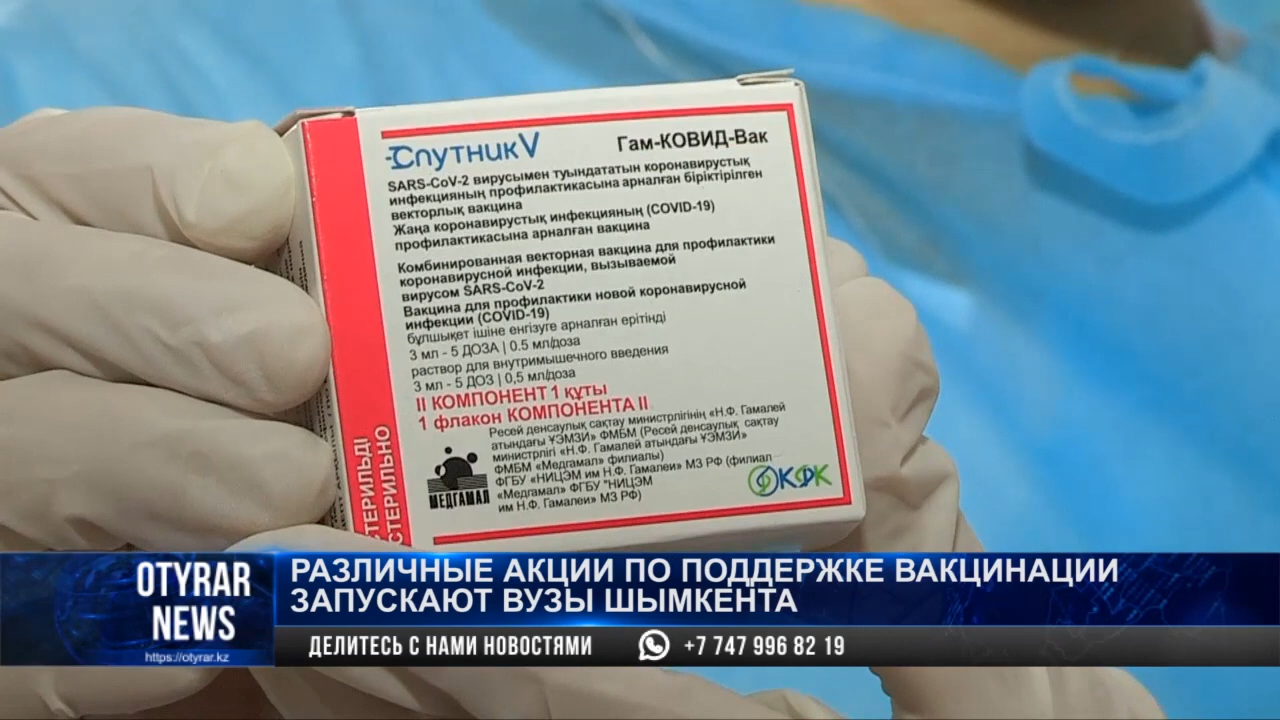 СпутникV
Гам-КОВИД-Вак
SARS-CoV-2 вирусымен туындататын коронавирустық
инфекцияның профилактикасына арналған біріктірілген
векторлық вакцина
Жаңа коронавирустық инфекцияның (COVID-19)
профилактикасына арналған вакцина
Комбинированная векторная вакцина для профилактики
коронавирусной инфекции, вызываемой
вирусом SARS-CoV-2
Вакцина для профилактики новой коронавирусной
инфекции (COVID-19)
бұлшықет ішіне енгізуге арналған ерітінді
3 мл - 5 ДОЗА | 0.5 мл/доза
раствор для внутримышечного введения
3 мл - 5 ДОЗ | 0,5 мл/доза
II КОМПОНЕНТ 1 құты
1 флакон КОМПОНЕНТА II
Ресей денсаулық сақтау министрлігінің «Н.Ф. Гамалей
атындағы ҰЭМЗИ» ФМБМ (Ресей денсаулық сақтау
министрлігі «Н.Ф. Гамалей атындағы ҰЭМЗИ»
ФМБМ «Медгамал» филиалы)
ФГБУ «НИЦЭМ им Н.Ф. Гамалеи» МЗ РФ (филиал
«Медгамал» ФГБУ "НИЦЭМ
им Н.Ф. Гамалеи» МЗ РФ)
МЕДГАМАЛ
КФК
СТЕРИЛЬДІ
СТЕРИЛЬНО
OTYRAR
NEWS
https://otyrar.kz
РАЗЛИЧНЫЕ АКЦИИ ПО ПОДДЕРЖКЕ ВАКЦИНАЦИИ
ЗАПУСКАЮТ ВУЗЫ ШЫМКЕНТА
ДЕЛИТЕСЬ С НАМИ НОВОСТЯМИ
+7 747 996 82 19